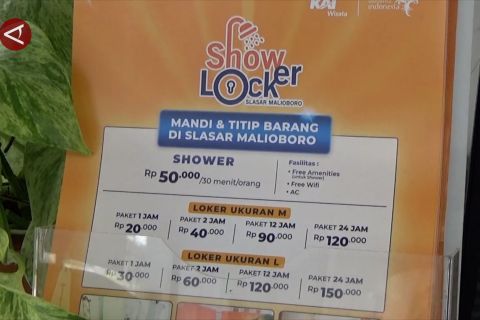 KAI
Wisata
indonesia
Show
Locker
SLASAR MALIOBORO
MANDI & TITIP BARANG
DI SLASAR MALIOBORO
SHOWER
Rp 50.000/30 menit/orang
Fasilitas :
• Free Amenities
(untuk Shower)
• Free Wifi
• AC
LOKER UKURAN M
PAKET 1 JAM PAKET 2 JAM PAKET 12 JAM PAKET 24 JAM
Rp 20.000 Rp 40.000 Rp 90.000 Rp 120.000
LOKER UKURAN L
PAKET 1 JAM PAKET 2 JAM PAKET 12 JAM PAKET 24 JAM
Rp 30.000 Rp 60.000 Rp 120.000 Rp 150.000